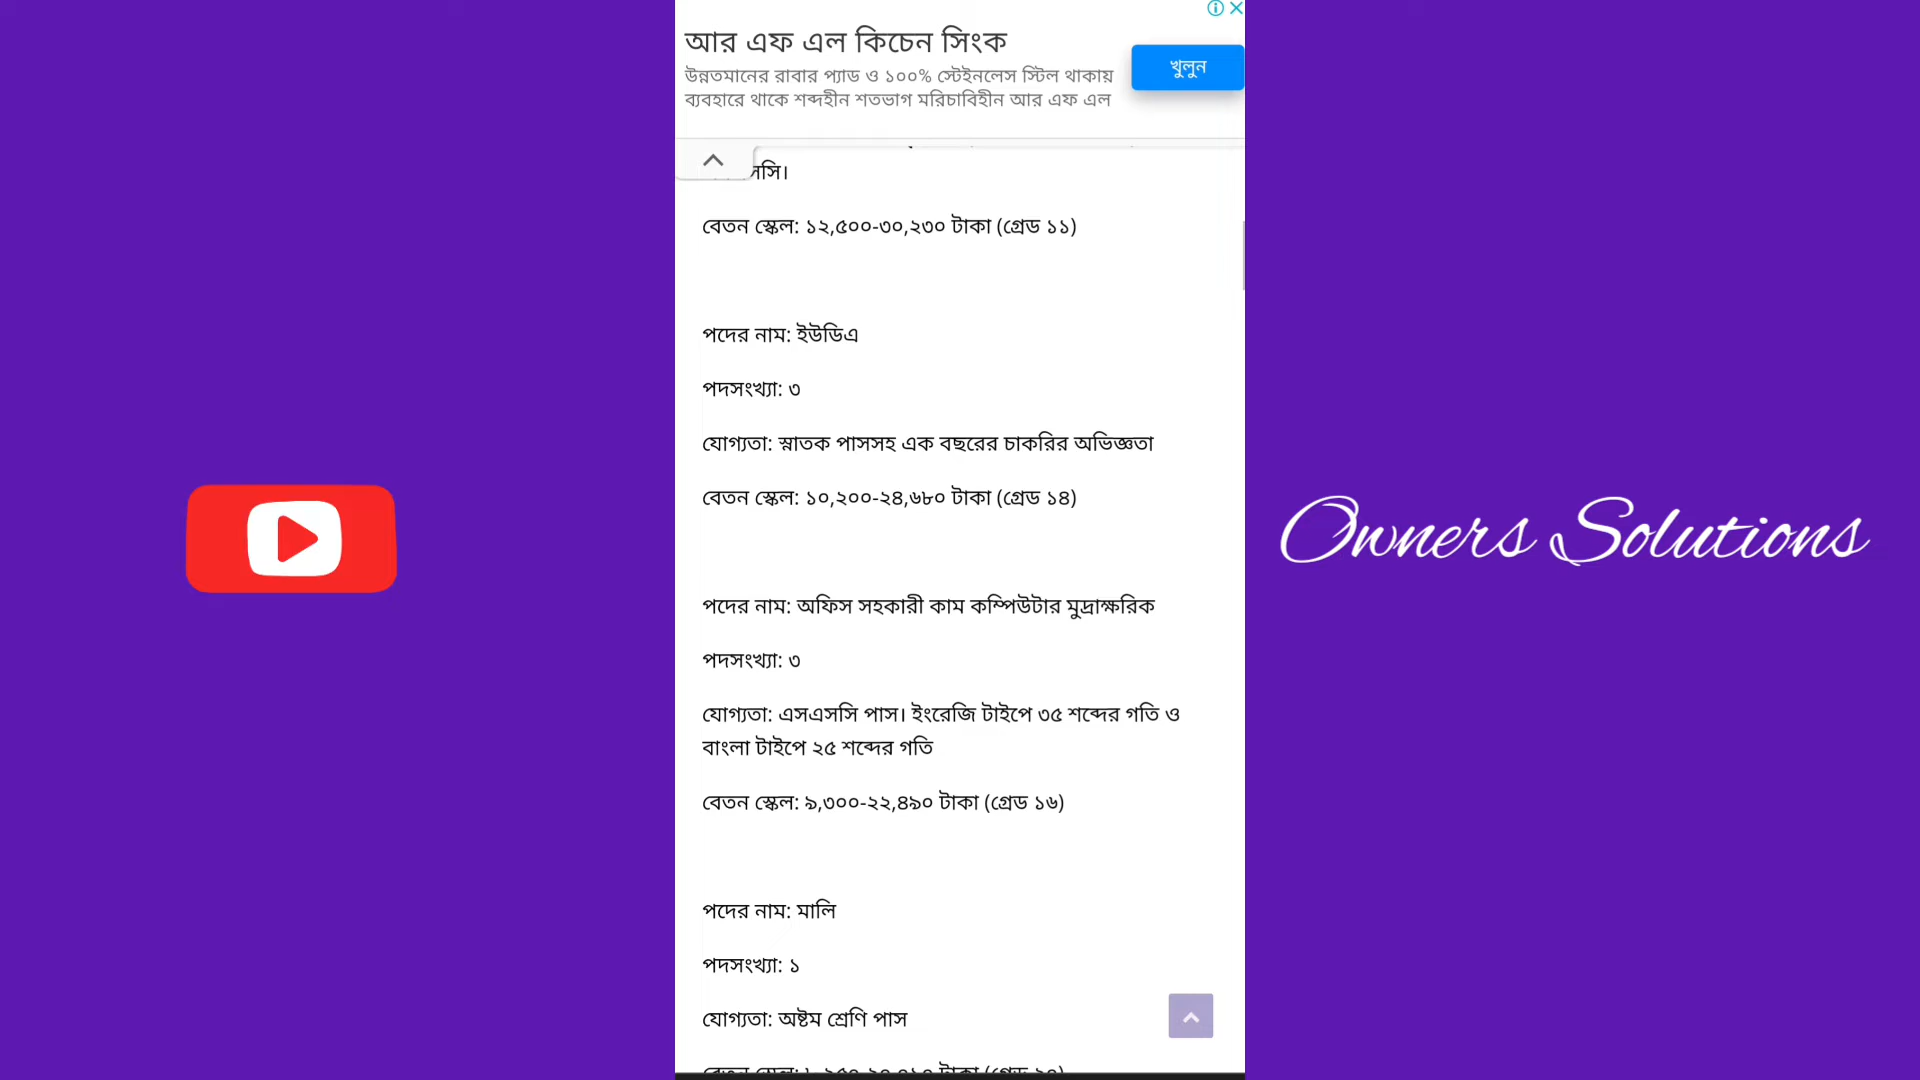 আর এফ এল কিচেন সিংক
উন্নতমানের রাবার প্যাড ও ১০০% স্টেইনলেস স্টিল থাকায়
ব্যবহারে থাকে শব্দহীন শতভাগ মরিচাবিহীন আর এফ এল
খুলুন
সসি।
বেতন স্কেল: ১২,৫০০-৩০,২৩০ টাকা (গ্রেড ১১)
পদের নাম: ইউডিএ
পদসংখ্যা: ৩
যোগ্যতা: স্নাতক পাসসহ এক বছরের চাকরির অভিজ্ঞতা
বেতন স্কেল: ১০,২০০-২৪,৬৮০ টাকা (গ্রেড ১৪)
পদের নাম: অফিস সহকারী কাম কম্পিউটার মুদ্রাক্ষরিক
পদসংখ্যা: ৩
যোগ্যতা: এসএসসি পাস। ইংরেজি টাইপে ৩৫ শব্দের গতি ও
বাংলা টাইপে ২৫ শব্দের গতি
বেতন স্কেল: ৯,৩০০-২২,৪৯০ টাকা (গ্রেড ১৬)
পদের নাম: মালি
পদসংখ্যা: ১
যোগ্যতা: অষ্টম শ্রেণি পাস
Owners Solutions